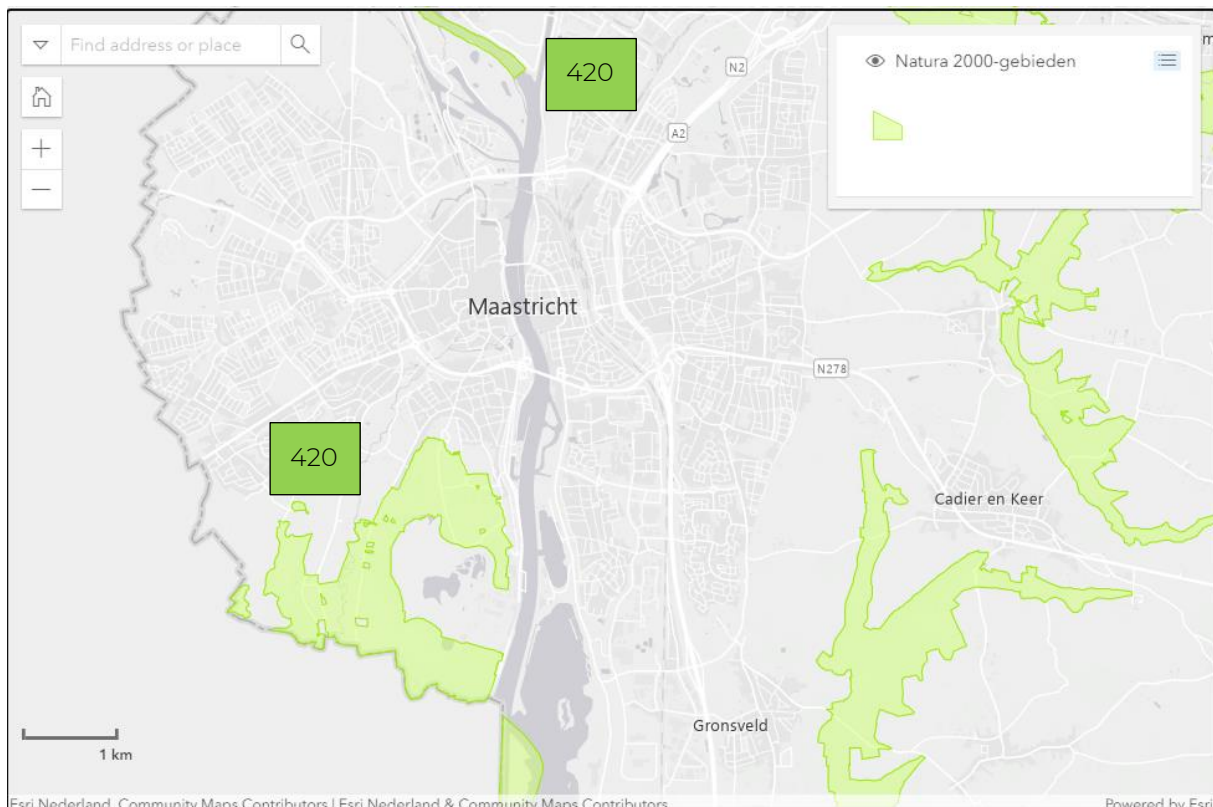 Find address or place
420
N2
A2
Natura 2000-gebieden
Maastricht
N278
420
Cadier en Keer
Gronsveld
1 km
Esri Nederland, Community Maps Contributors | Esri Nederland & Community Maps Contributors
Powered by Esri